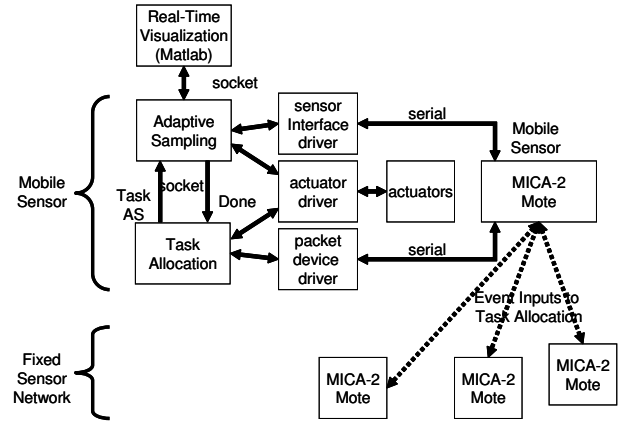 Real-Time
Visualization
(Matlab)
socket
Adaptive
Sampling
sensor
Interface
driver
serial
Mobile
Sensor
Mobile
Sensor
Task
AS
socket
Done
actuator
driver
actuators
MICA-2
Mote
Task
Allocation
packet
device
driver
serial
Event Inputs to
Task Allocation
Fixed
Sensor
Network
MICA-2
Mote
MICA-2
Mote
MICA-2
Mote